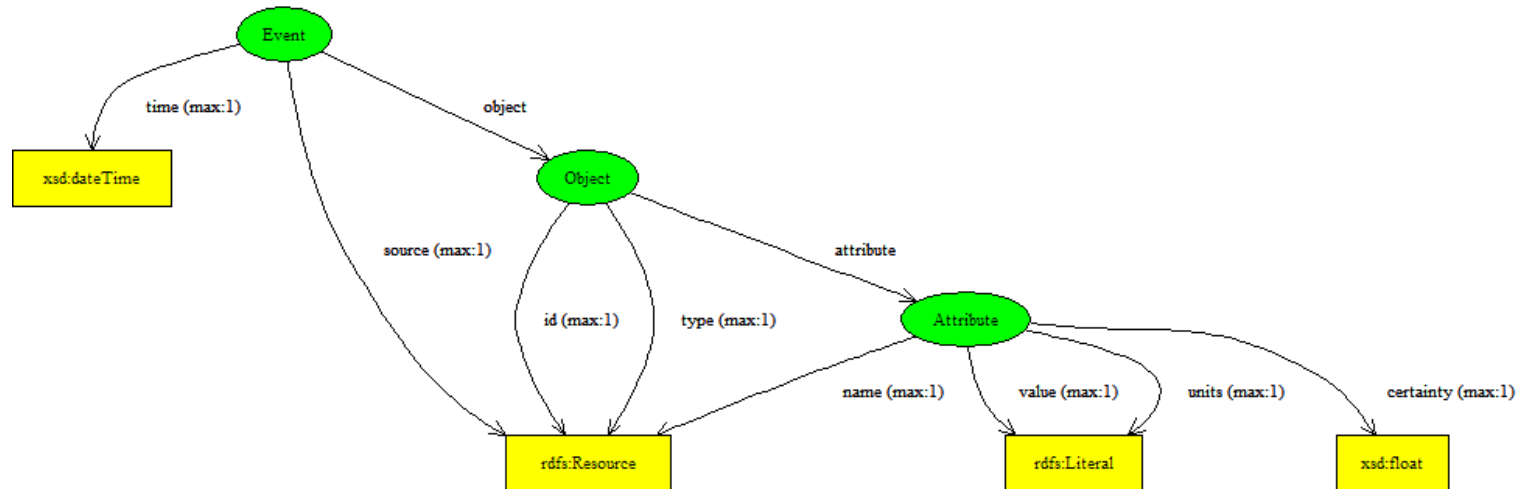 Event
time (max:1)
object
xsd:dateTime
Object
source (max:1)
attribute
id (max:1)
type (max:1)
Attribute
name (max:1)
value (max:1)
units (max:1)
certainty (max:1)
rdfs:Resource
rdfs:Literal
xsd:float